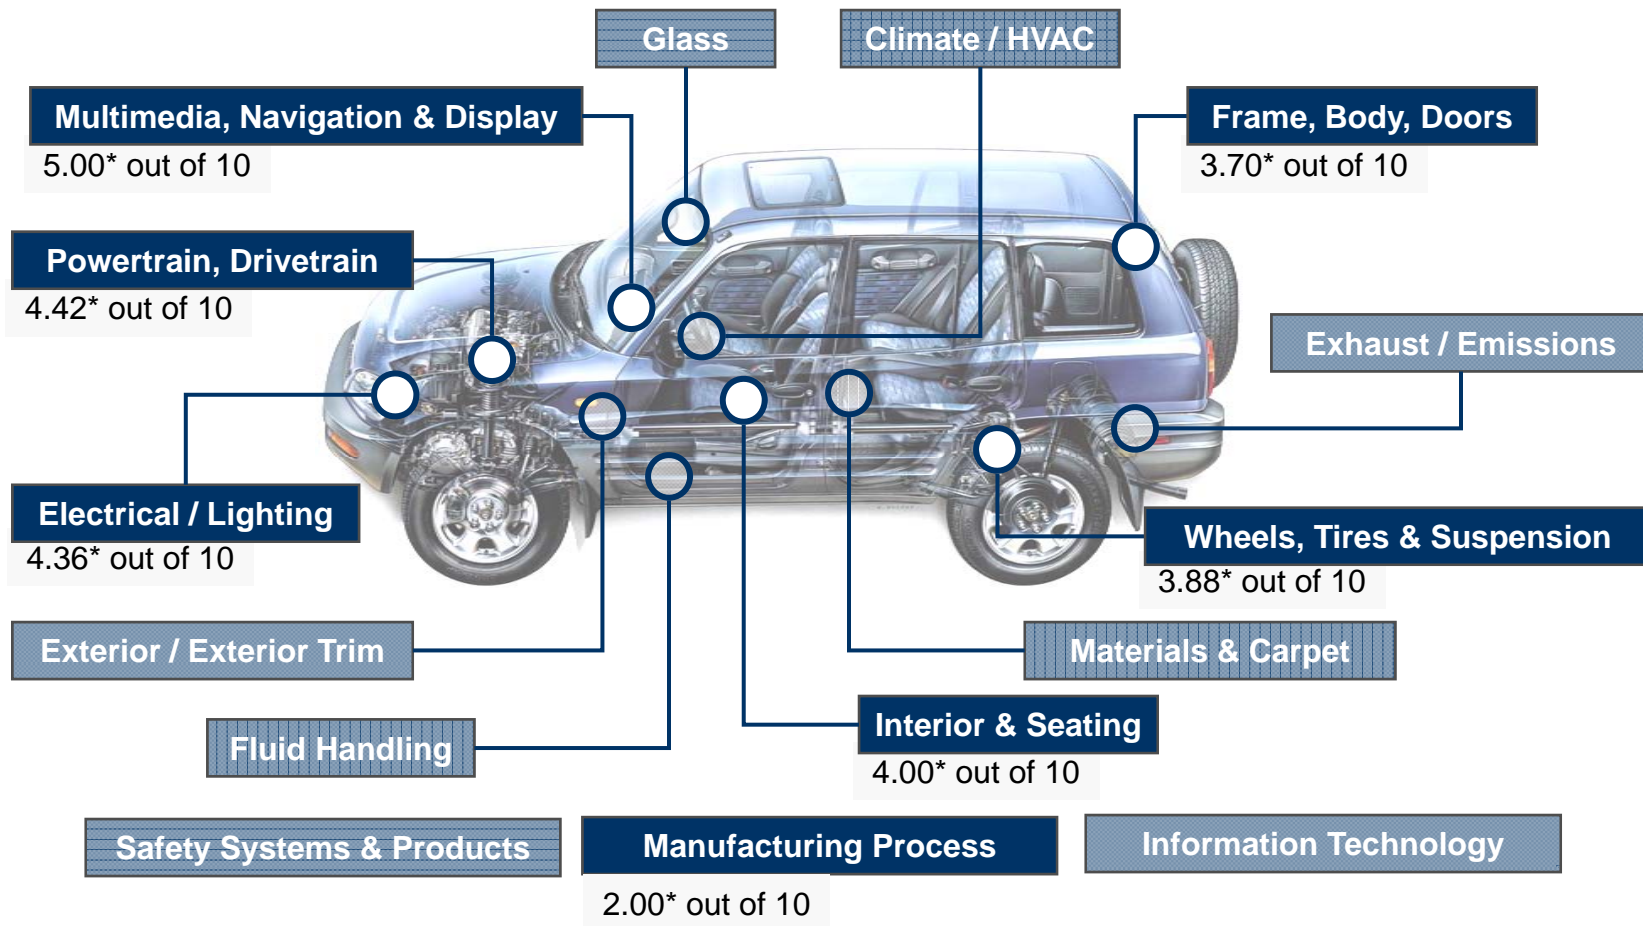 Glass
Climate / HVAC
Multimedia, Navigation & Display
5.00* out of 10
Frame, Body, Doors
3.70* out of 10
Powertrain, Drivetrain
4.42* out of 10
Exhaust / Emissions
Electrical / Lighting
4.36* out of 10
Wheels, Tires & Suspension
3.88* out of 10
Exterior / Exterior Trim
Materials & Carpet
Fluid Handling
Interior & Seating
4.00* out of 10
Safety Systems & Products
Manufacturing Process
2.00* out of 10
Information Technology